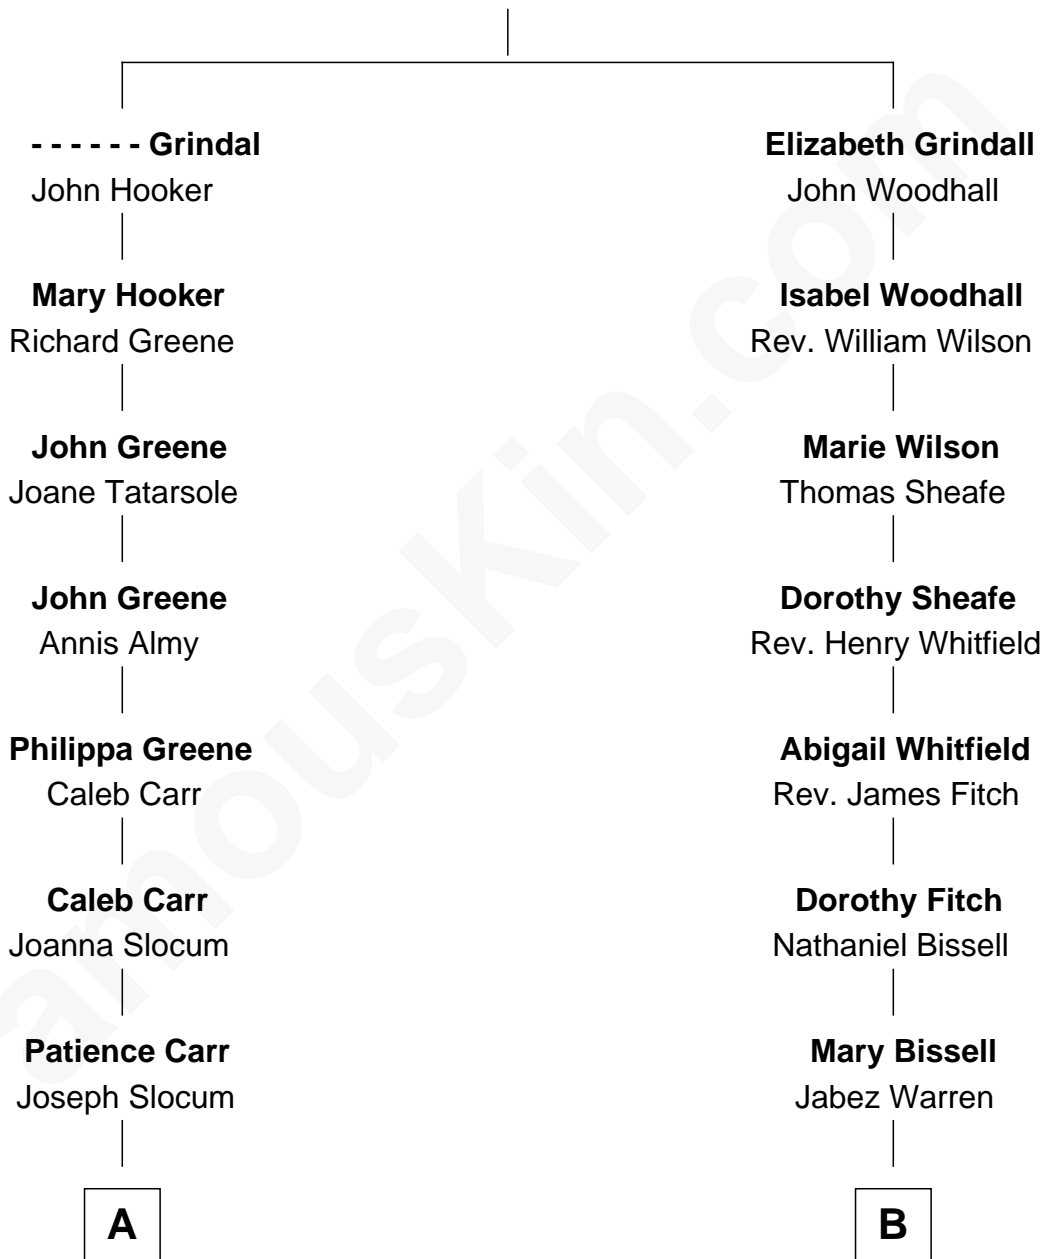 - - - - - - Grindal
John Hooker
Mary Hooker
Richard Greene
John Greene
Joane Tatarsole
John Greene
Annis Almy
Philippa Greene
Caleb Carr
Caleb Carr
Joanna Slocum
Patience Carr
Joseph Slocum
A
Elizabeth Grindall
John Woodhall
Isabel Woodhall
Rev. William Wilson
Marie Wilson
Thomas Sheafe
Dorothy Sheafe
Rev. Henry Whitfield
Abigail Whitfield
Rev. James Fitch
Dorothy Fitch
Nathaniel Bissell
Mary Bissell
Jabez Warren
B
amousKin.com